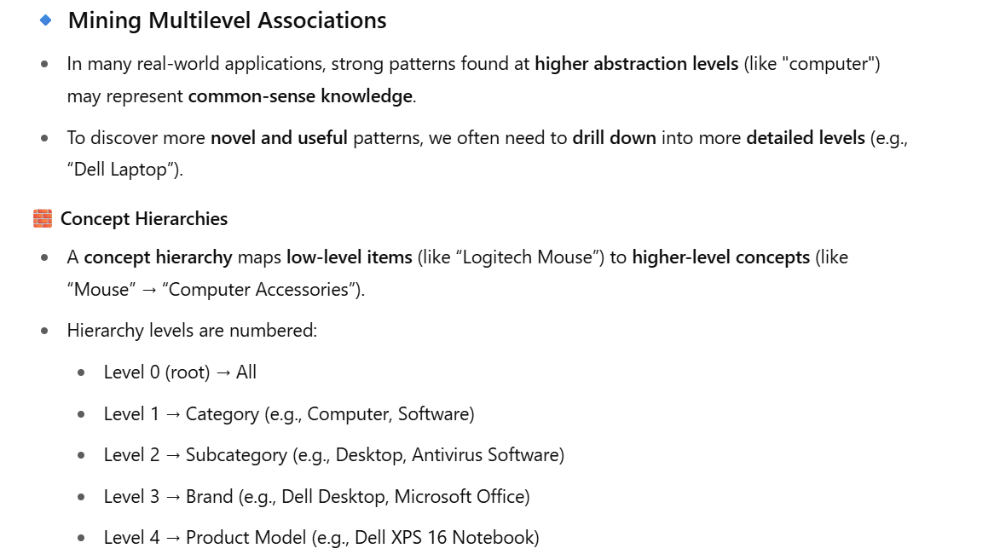 Mining Multilevel Associations
In many real-world applications, strong patterns found at higher abstraction levels (like "computer")
may represent common-sense knowledge.
To discover more novel and useful patterns, we often need to drill down into more detailed levels (e.g.,
“Dell Laptop”).
Concept Hierarchies
A concept hierarchy maps low-level items (like “Logitech Mouse”) to higher-level concepts (like
“Mouse” → “Computer Accessories”).
Hierarchy levels are numbered:
Level 0 (root) → All
Level 1 → Category (e.g., Computer, Software)
Level 2 → Subcategory (e.g., Desktop, Antivirus Software)
Level 3 → Brand (e.g., Dell Desktop, Microsoft Office)
Level 4 → Product Model (e.g., Dell XPS 16 Notebook)